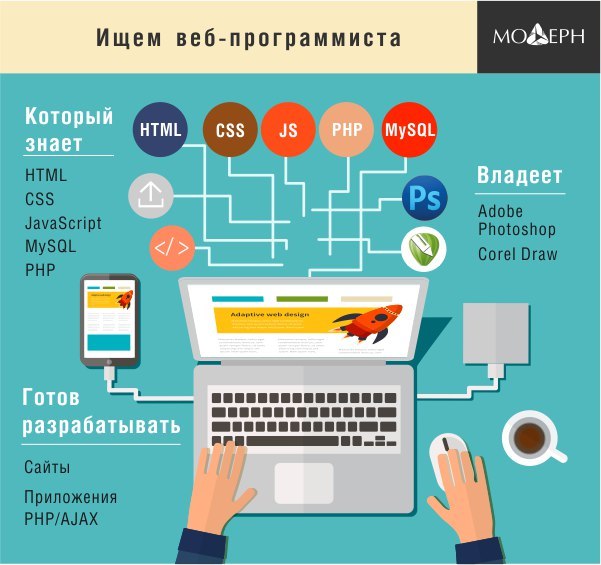 Ищем веб-программиста
МОДЕРН
Который
знает
HTML
CSS
JavaScript
MySQL
PHP
HTML
CSS
JS
PHP
MySQL
</>
Ps
Владеет
Adobe
Photoshop
Corel Draw
Adaptive web design
Готов
разрабатывать
Сайты
Приложения
PHP/AJAX